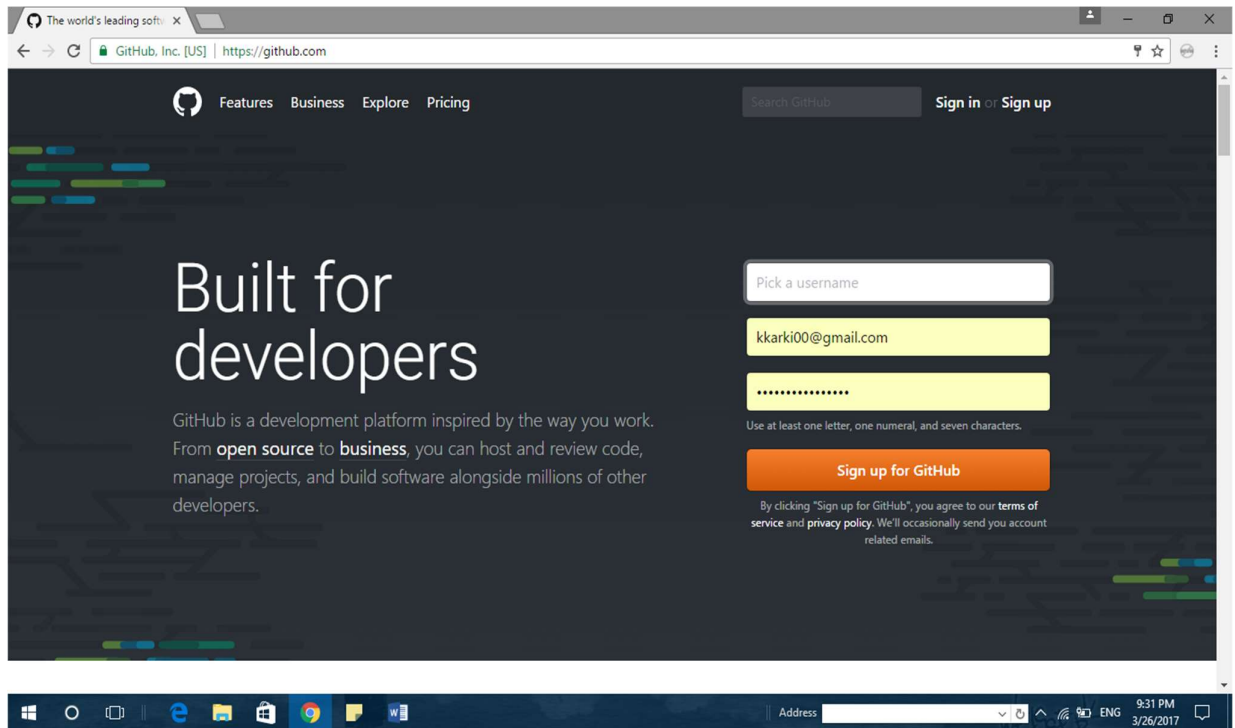 The world's leading softw
GitHub, Inc. [US] | https://github.com
Features Business Explore Pricing
Search GitHub
Sign in or Sign up
Built for
developers
GitHub is a development platform inspired by the way you work.
From open source to business, you can host and review code,
manage projects, and build software alongside millions of other
developers.
Pick a username
kkarki00@gmail.com
••••••••••••••••
Use at least one letter, one numeral, and seven characters.
Sign up for GitHub
By clicking "Sign up for GitHub", you agree to our terms of
service and privacy policy. We'll occasionally send you account
related emails.
Address
ENG
9:31 PM
3/26/2017